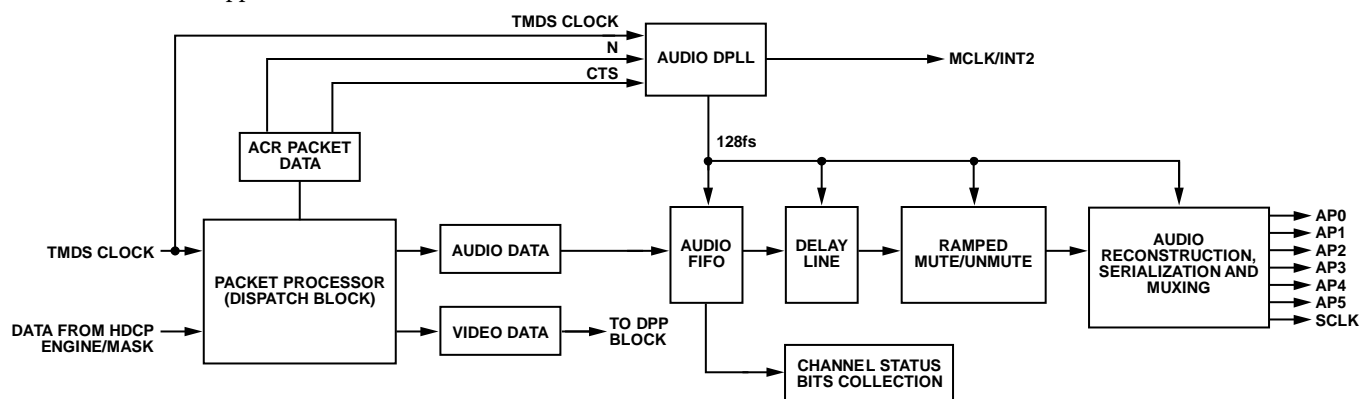 TMDS CLOCK
N
CTS
AUDIO DPLL
MCLK/INT2
ACR PACKET
DATA
128fs
TMDS CLOCK
DATA FROM HDCP
ENGINE/MASK
PACKET PROCESSOR
(DISPATCH BLOCK)
AUDIO DATA
VIDEO DATA
TO DPP
BLOCK
AUDIO
FIFO
DELAY
LINE
RAMPED
MUTE/UNMUTE
AUDIO
RECONSTRUCTION,
SERIALIZATION AND
MUXING
AP0
AP1
AP2
AP3
AP4
AP5
SCLK
CHANNEL STATUS
BITS COLLECTION